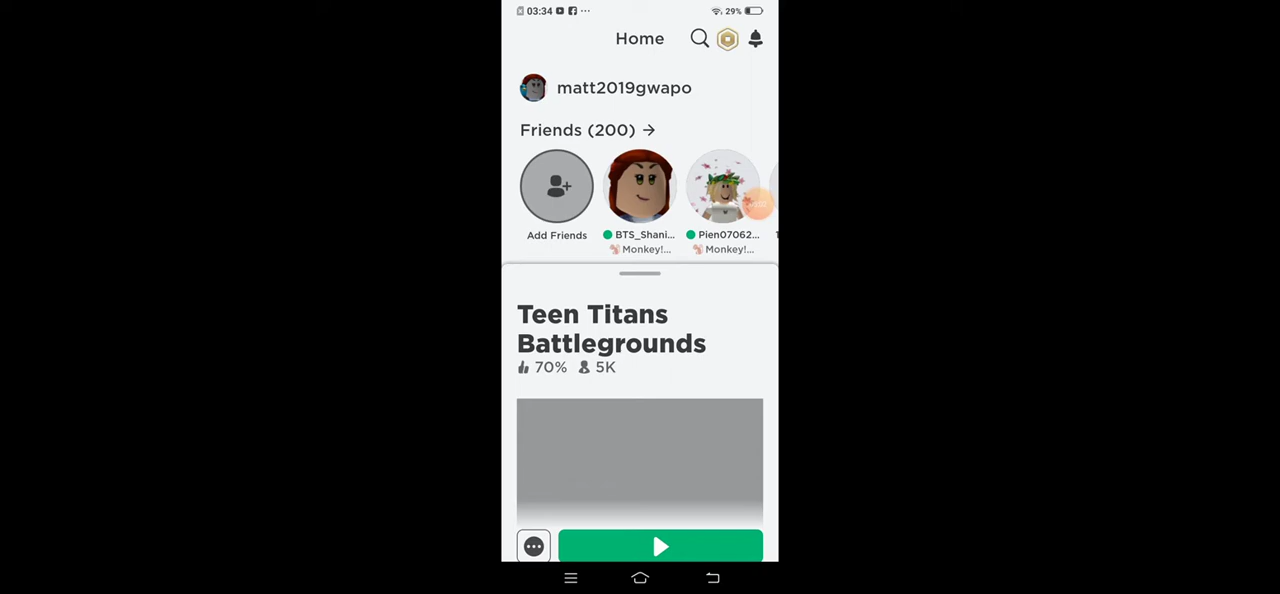 03:34 ... 29%
Home
matt2019gwapo
Friends (200) →
Add Friends
BTS_Shani...
Pien07062...
Monkey!...
Monkey!...
Teen Titans
Battlegrounds
70% 5K